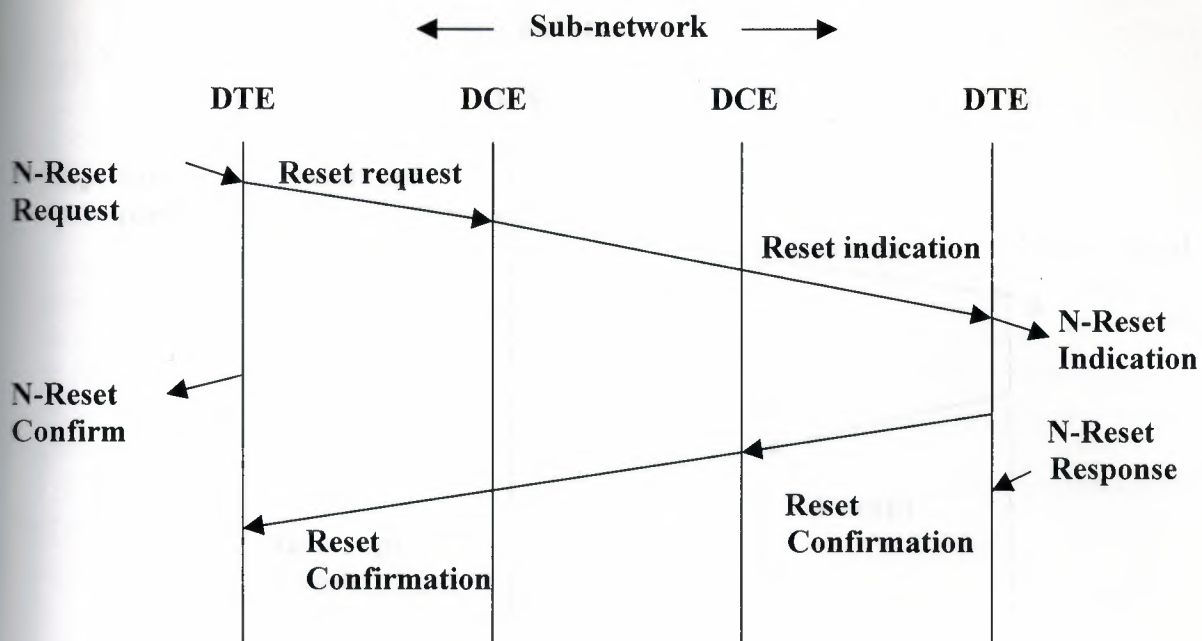 Sub-network
DTE DCE DCE DTE
N-Reset
Request
Reset request
Reset indication
N-Reset
Indication
N-Reset
Confirm
N-Reset
Response
Reset
Confirmation
Reset
Confirmation